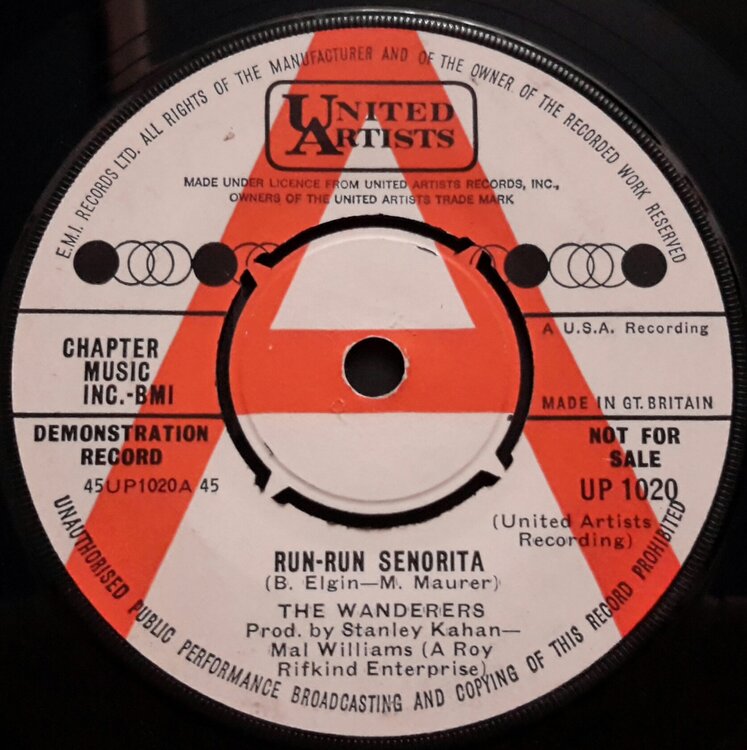 E.M.I. RECORDS LTD. ALL RIGHTS OF THE MANUFACTURER AND OF THE OWNER OF THE RECORDED WORK RESERVED
UNITED
ARTISTS
MADE UNDER LICENCE FROM UNITED ARTISTS RECORDS, INC.,
OWNERS OF THE UNITED ARTISTS TRADE MARK
A U.S.A. Recording
CHAPTER
MUSIC
INC.-BMI
MADE IN GT. BRITAIN
DEMONSTRATION
RECORD
45 UP 1020 A 45
NOT FOR
SALE
UP 1020
(United Artists
Recording)
RUN-RUN SENORITA
(B. Elgin—M. Maurer)
THE WANDERERS
Prod. by Stanley Kahan—
Mal Williams (A Roy
Rifkind Enterprise)
UNAUTHORISED PUBLIC PERFORMANCE BROADCASTING AND COPYING OF THIS RECORD PROHIBITED